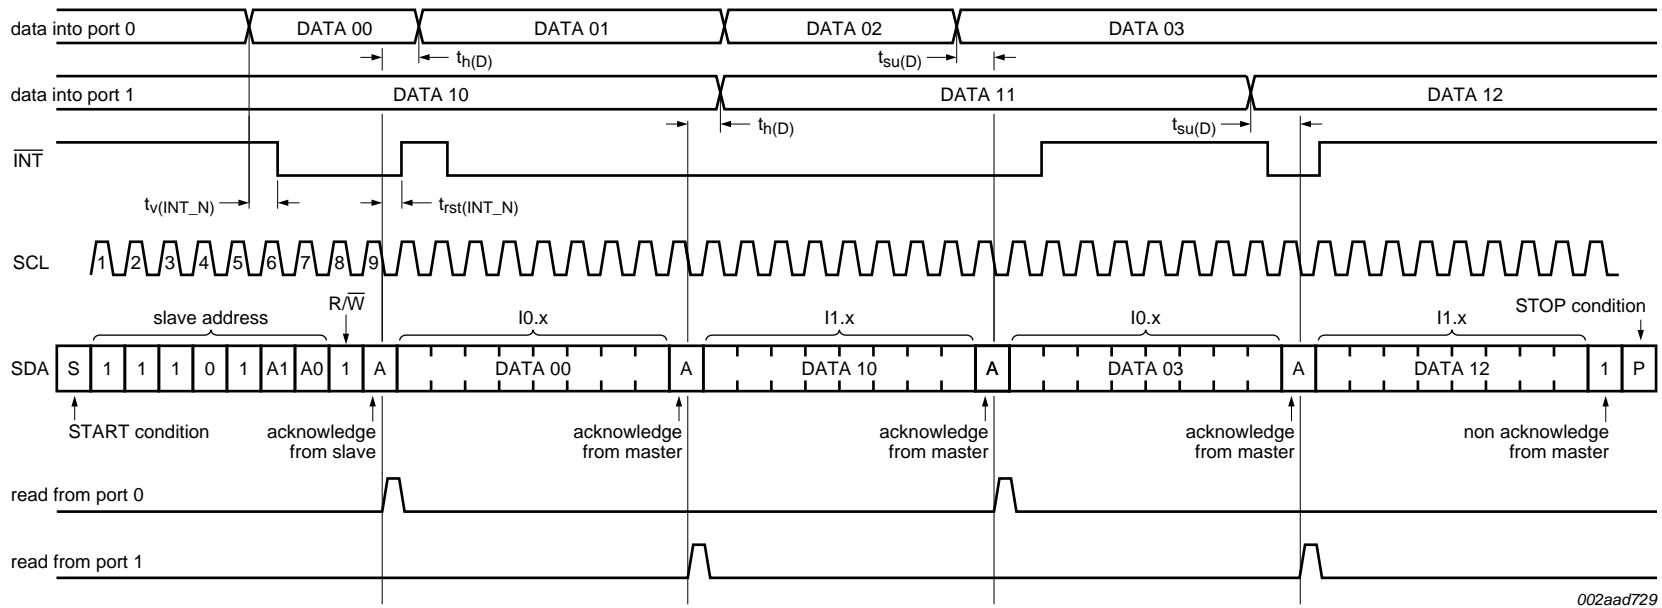 data into port 0 DATA 00 DATA 01 DATA 02 DATA 03
th(D) tsu(D)
data into port 1 DATA 10 DATA 11 DATA 12
th(D) tsu(D)
INT
tv(INT_N) trst(INT_N)
SCL 1 2 3 4 5 6 7 8 9
R/W
slave address I0.x I1.x I0.x I1.x STOP condition
SDA S 1 1 1 0 1 A1 A0 1 A DATA 00 A DATA 10 A DATA 03 A DATA 12 1 P
START condition acknowledge from slave acknowledge from master acknowledge from master acknowledge from master non acknowledge from master
read from port 0
read from port 1
002aad729